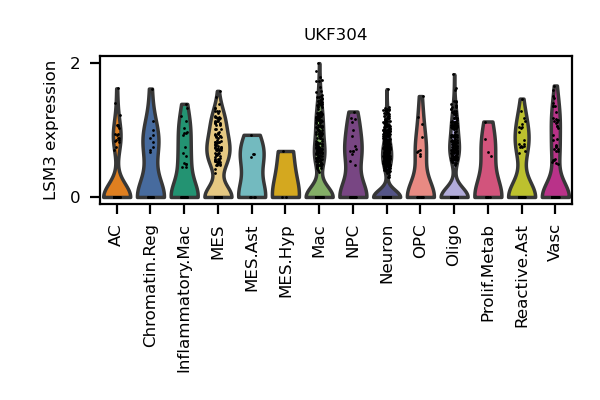 UKF304
LSM3 expression
2
0
AC
Chromatin.Reg
Inflammatory.Mac
MES
MES.Ast
MES.Hyp
Mac
NPC
Neuron
OPC
Oligo
Prolif.Metab
Reactive.Ast
Vasc